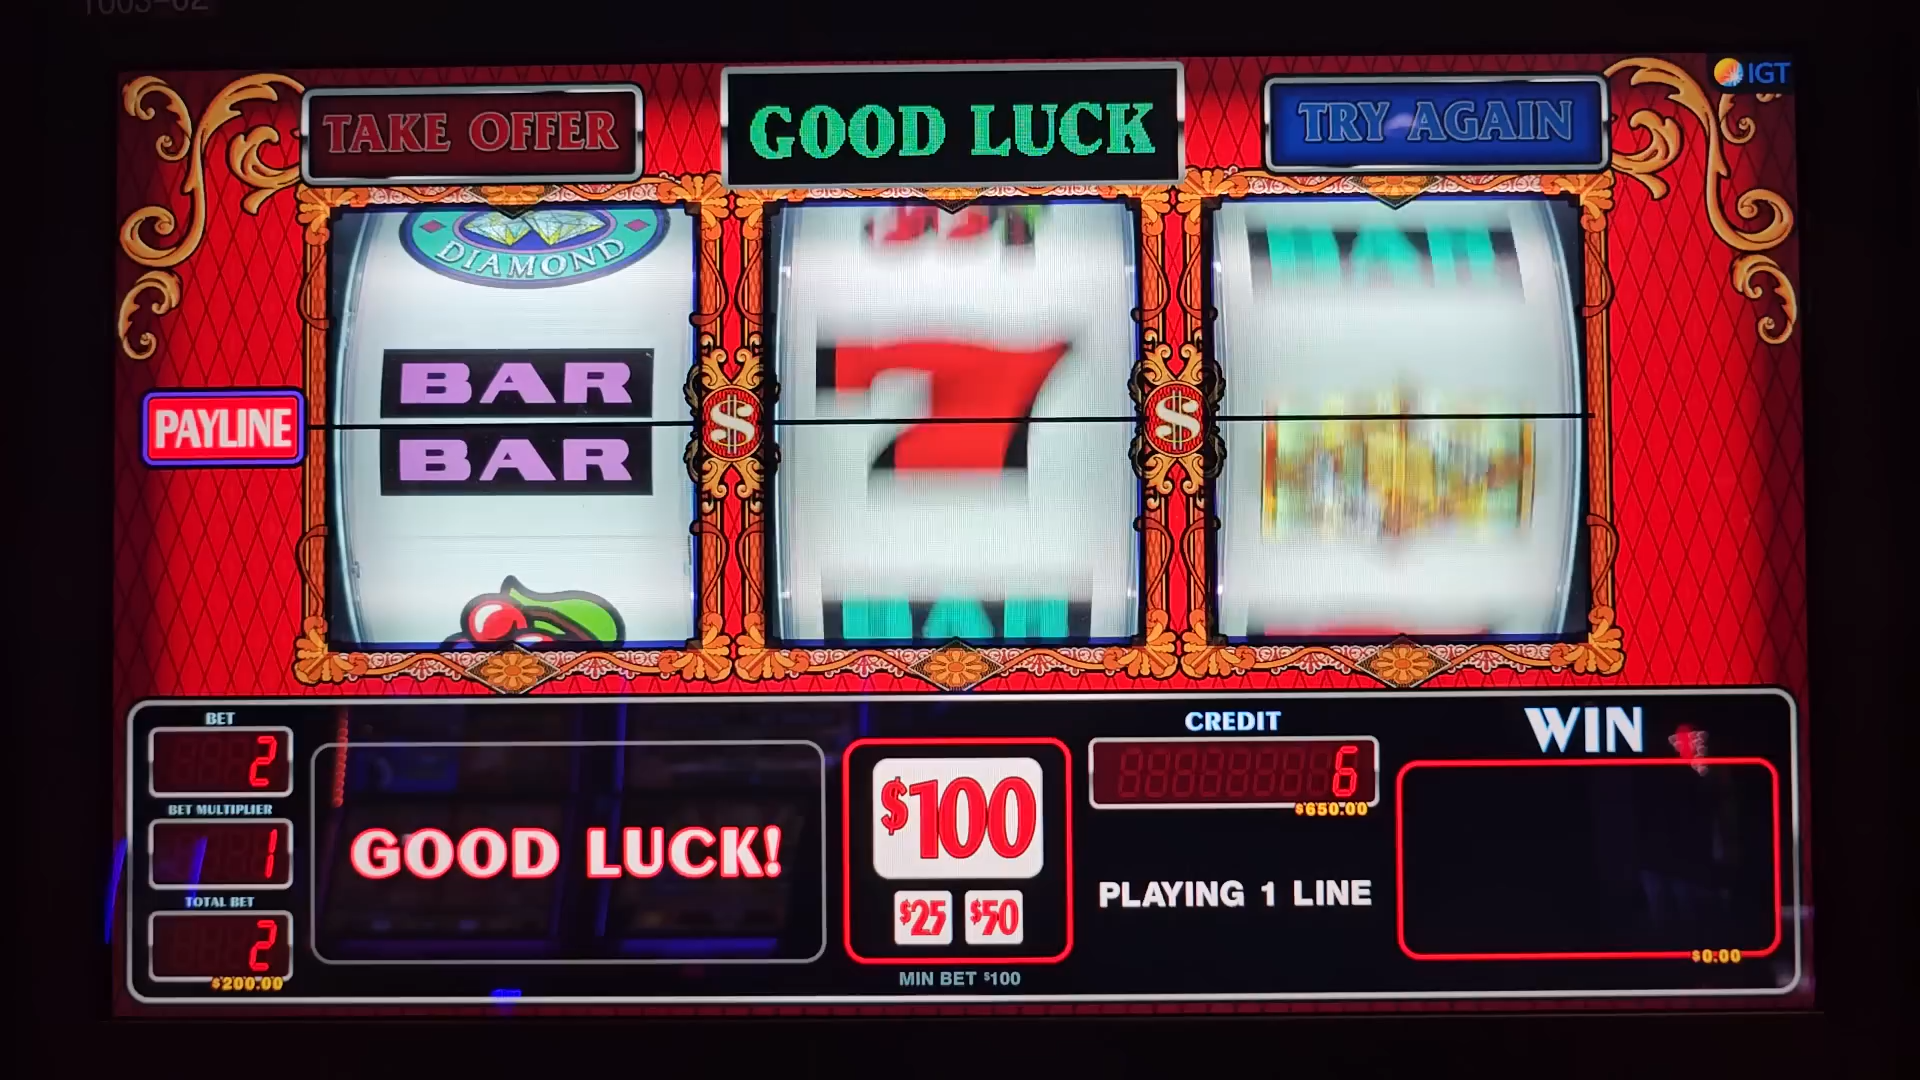 IGT
TAKE OFFER
GOOD LUCK
TRY AGAIN
DIAMOND
BAR
7
PAYLINE
$
$
BAR
BET
2
BET MULTIPLIER
1
TOTAL BET
2
$200.00
GOOD LUCK!
$100
$25 $50
MIN BET $100
CREDIT
6
$650.00
PLAYING 1 LINE
WIN
$0.00